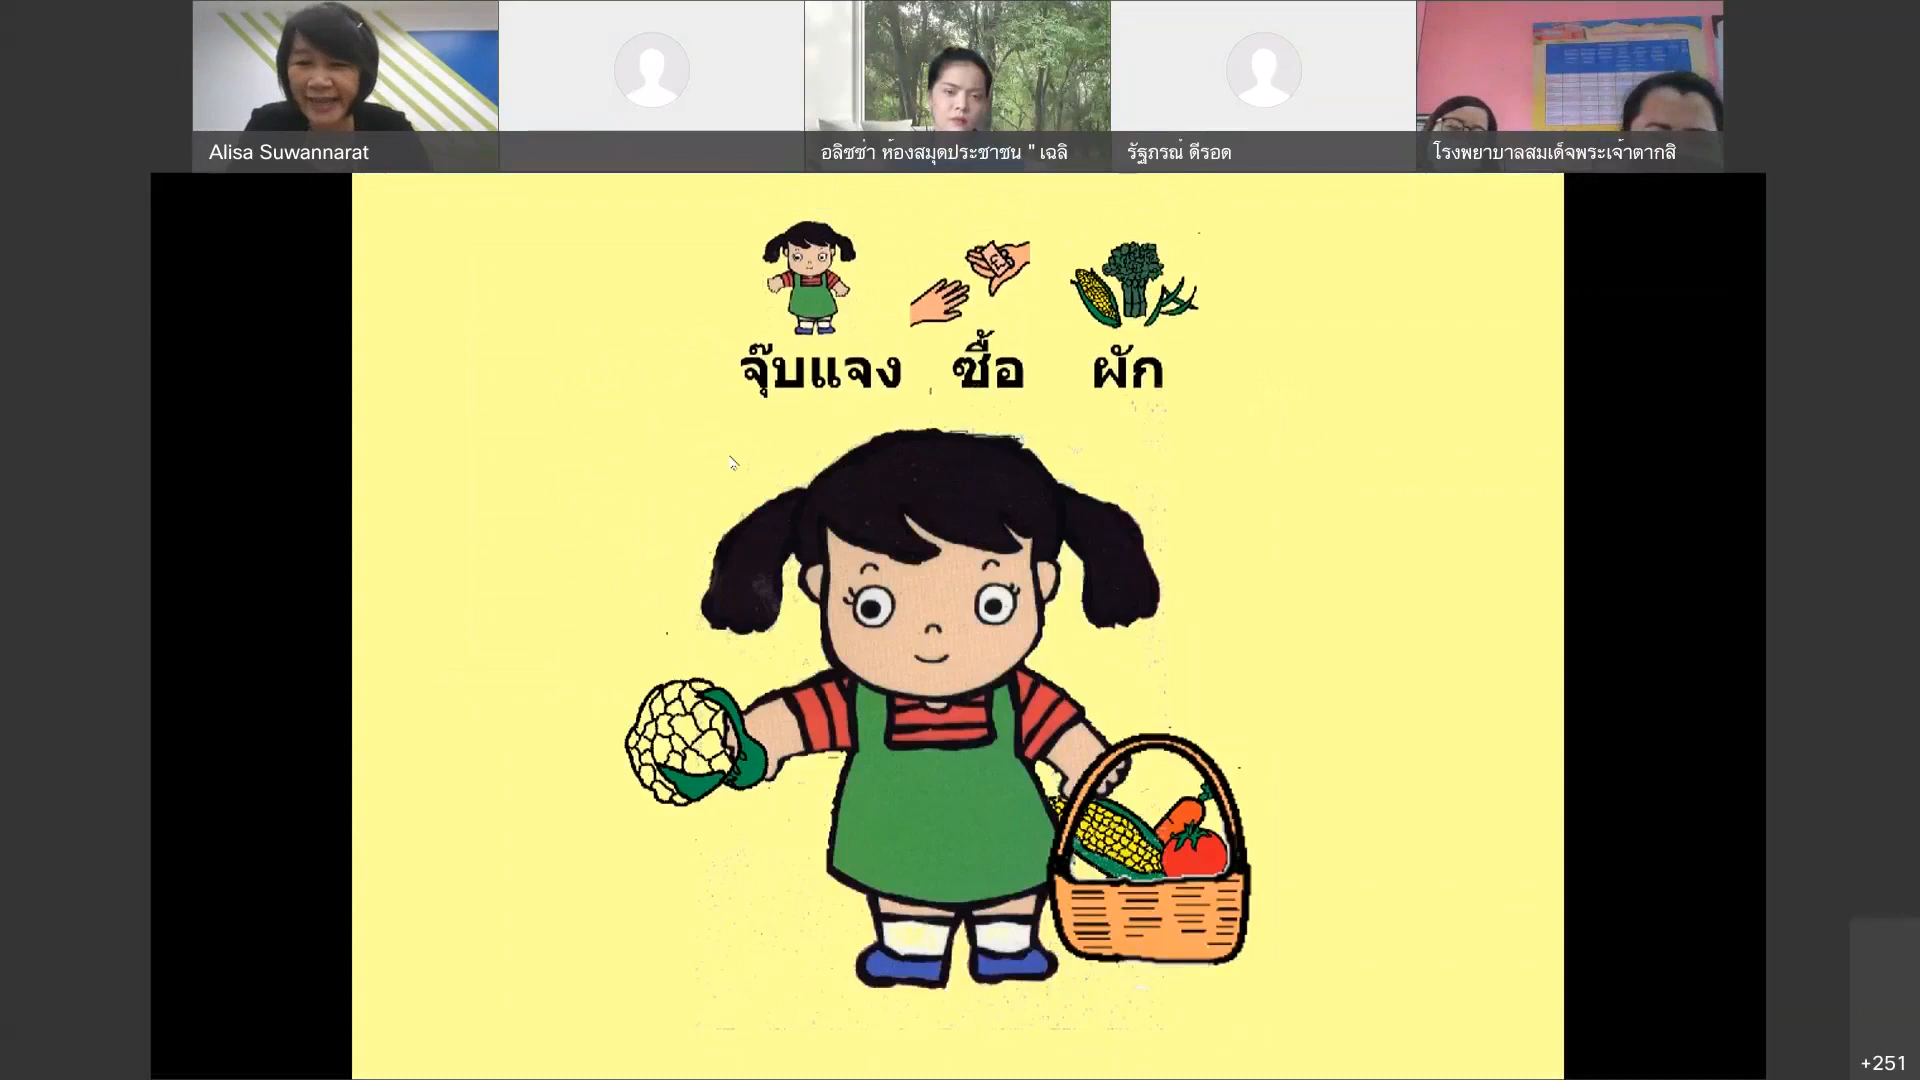 Alisa Suwannarat
อลิซซ่า ห้องสมุดประชาชน " เฉลิ
รัฐภรณ์ ดีรอด
โรงพยาบาลสมเด็จพระเจ้าตากสิ
จุ๊บแจง ซื้อ ผัก
+251